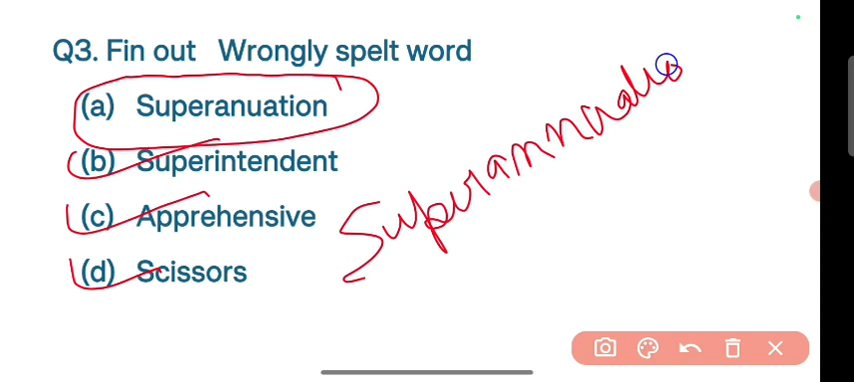 Q3. Fin out Wrongly spelt word
(a) Superanuation
(b) Superintendent
(c) Apprehensive
(d) Scissors